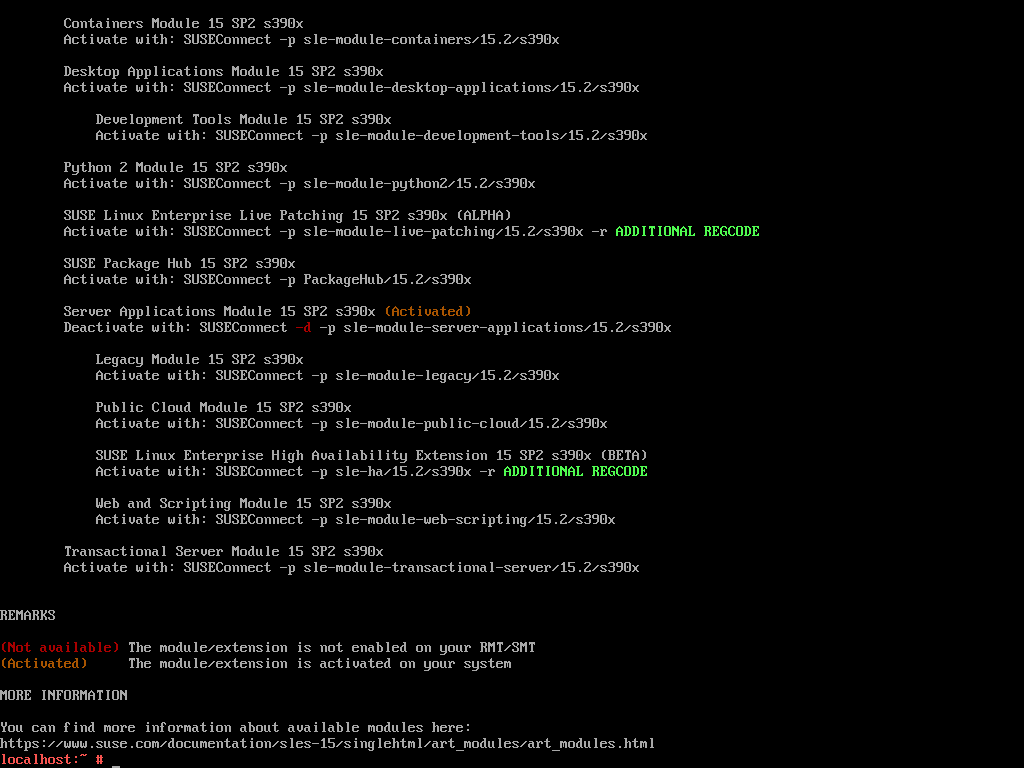 Containers Module 15 SP2 s390x
Activate with: SUSEConnect -p sle-module-containers/15.2/s390x
Desktop Applications Module 15 SP2 s390x
Activate with: SUSEConnect -p sle-module-desktop-applications/15.2/s390x
Development Tools Module 15 SP2 s390x
Activate with: SUSEConnect -p sle-module-development-tools/15.2/s390x
Python 2 Module 15 SP2 s390x
Activate with: SUSEConnect -p sle-module-python2/15.2/s390x
SUSE Linux Enterprise Live Patching 15 SP2 s390x (ALPHA)
Activate with: SUSEConnect -p sle-module-live-patching/15.2/s390x -r ADDITIONAL REGCODE
SUSE Package Hub 15 SP2 s390x
Activate with: SUSEConnect -p PackageHub/15.2/s390x
Server Applications Module 15 SP2 s390x (Activated)
Deactivate with: SUSEConnect -d -p sle-module-server-applications/15.2/s390x
Legacy Module 15 SP2 s390x
Activate with: SUSEConnect -p sle-module-legacy/15.2/s390x
Public Cloud Module 15 SP2 s390x
Activate with: SUSEConnect -p sle-module-public-cloud/15.2/s390x
SUSE Linux Enterprise High Availability Extension 15 SP2 s390x (BETA)
Activate with: SUSEConnect -p sle-ha/15.2/s390x -r ADDITIONAL REGCODE
Web and Scripting Module 15 SP2 s390x
Activate with: SUSEConnect -p sle-module-web-scripting/15.2/s390x
Transactional Server Module 15 SP2 s390x
Activate with: SUSEConnect -p sle-module-transactional-server/15.2/s390x
REMARKS
(Not available) The module/extension is not enabled on your RMT/SMT
(Activated) The module/extension is activated on your system
MORE INFORMATION
You can find more information about available modules here:
https://www.suse.com/documentation/sles-15/singlehtml/art_modules/art_modules.html
localhost:~ # _